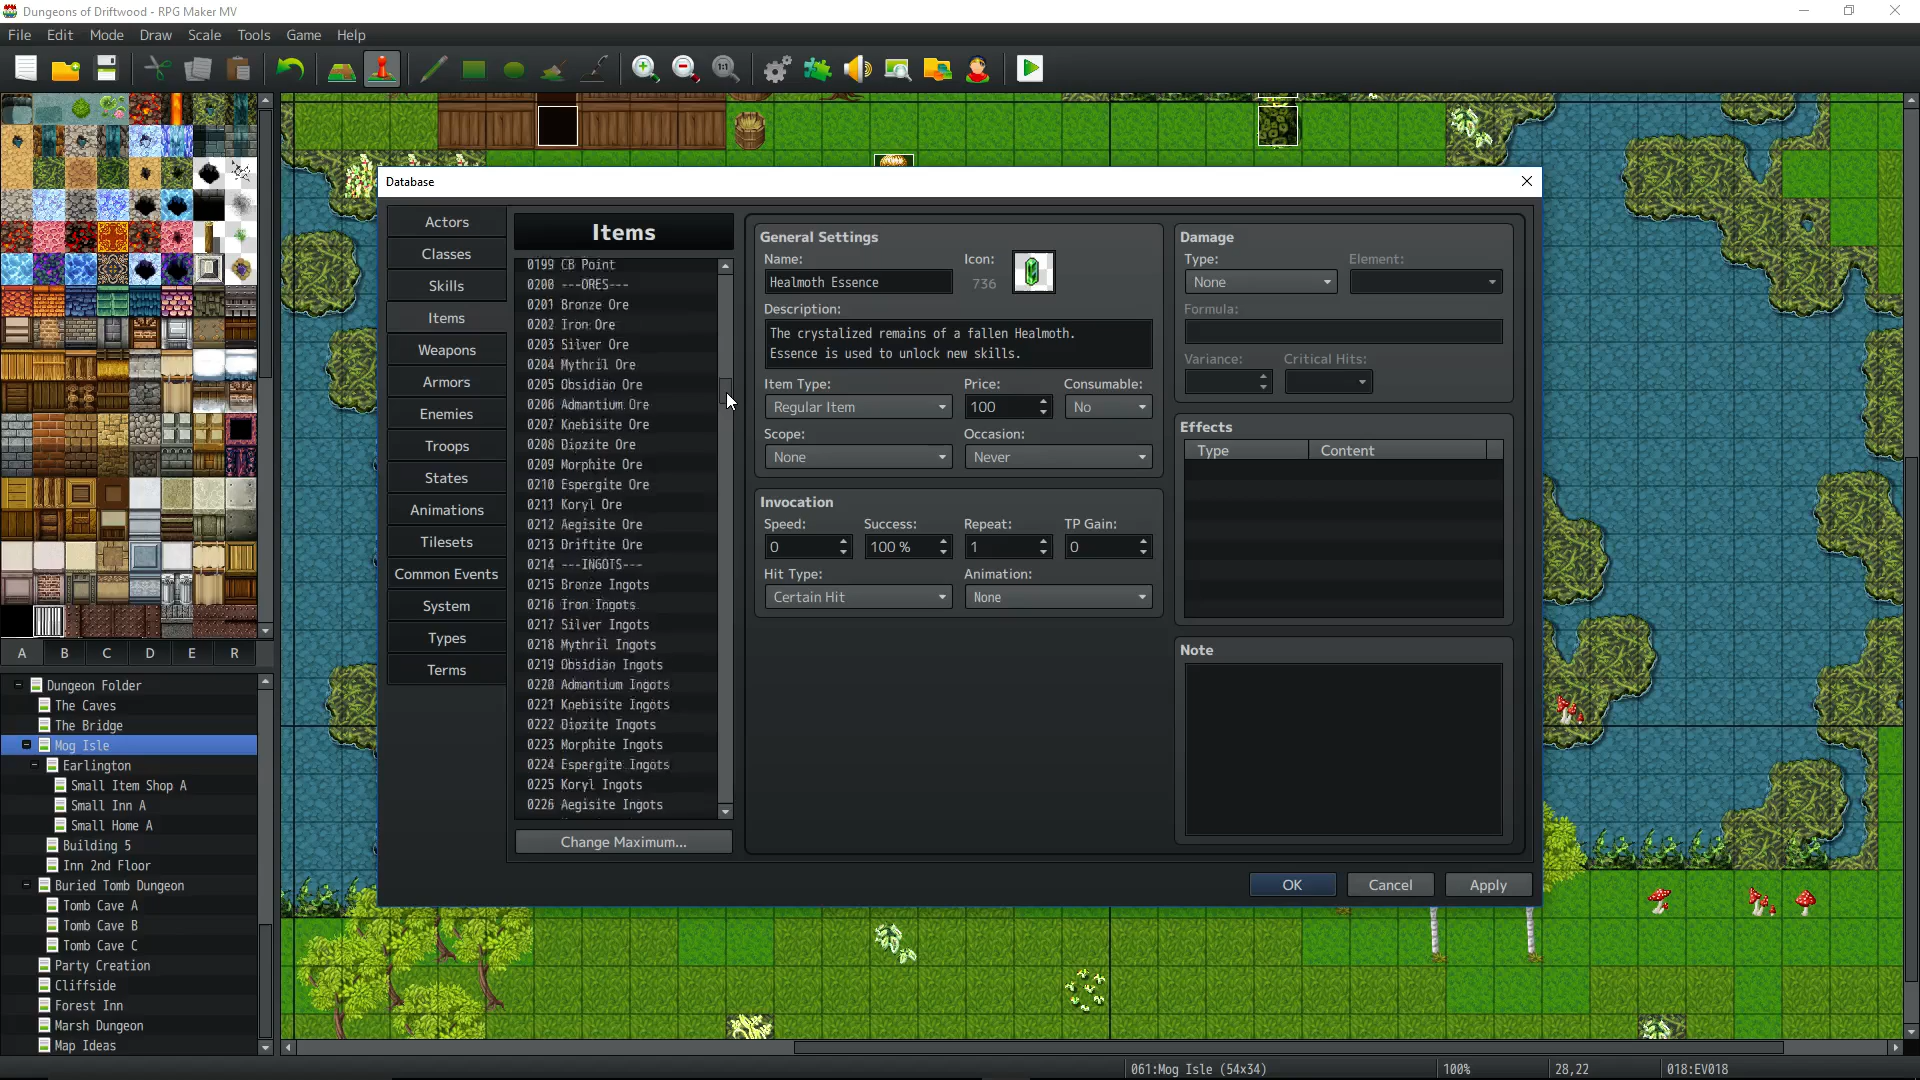 Dungeons of Driftwood - RPG Maker MV
File Edit Mode Draw Scale Tools Game Help
1:1
A B C D E R
Dungeon Folder
The Caves
The Bridge
Mog Isle
Earlington
Small Item Shop A
Small Inn A
Small Home A
Building 5
Inn 2nd Floor
Buried Tomb Dungeon
Tomb Cave A
Tomb Cave B
Tomb Cave C
Party Creation
Cliffside
Forest Inn
Marsh Dungeon
Map Ideas
Database
Actors
Classes
Skills
Items
Weapons
Armors
Enemies
Troops
States
Animations
Tilesets
Common Events
System
Types
Terms
Items
0199 CB Point
0200 ---ORES---
0201 Bronze Ore
0202 Iron Ore
0203 Silver Ore
0204 Mythril Ore
0205 Obsidian Ore
0206 Admantium Ore
0207 Knebisite Ore
0208 Diozite Ore
0209 Morphite Ore
0210 Espergite Ore
0211 Koryl Ore
0212 Aegisite Ore
0213 Driftite Ore
0214 ---INGOTS---
0215 Bronze Ingots
0216 Iron Ingots
0217 Silver Ingots
0218 Mythril Ingots
0219 Obsidian Ingots
0220 Admantium Ingots
0221 Knebisite Ingots
0222 Diozite Ingots
0223 Morphite Ingots
0224 Espergite Ingots
0225 Koryl Ingots
0226 Aegisite Ingots
Change Maximum...
General Settings
Name: Icon:
Healmoth Essence 736
Description:
The crystalized remains of a fallen Healmoth.
Essence is used to unlock new skills.
Item Type: Price: Consumable:
Regular Item 100 No
Scope: Occasion:
None Never
Invocation
Speed: Success: Repeat: TP Gain:
0 100 % 1 0
Hit Type: Animation:
Certain Hit None
Damage
Type: Element:
None
Formula:
Variance: Critical Hits:
Effects
Type Content
Note
OK Cancel Apply
061:Mog Isle (54x34) 100% 28,22 018:EV018